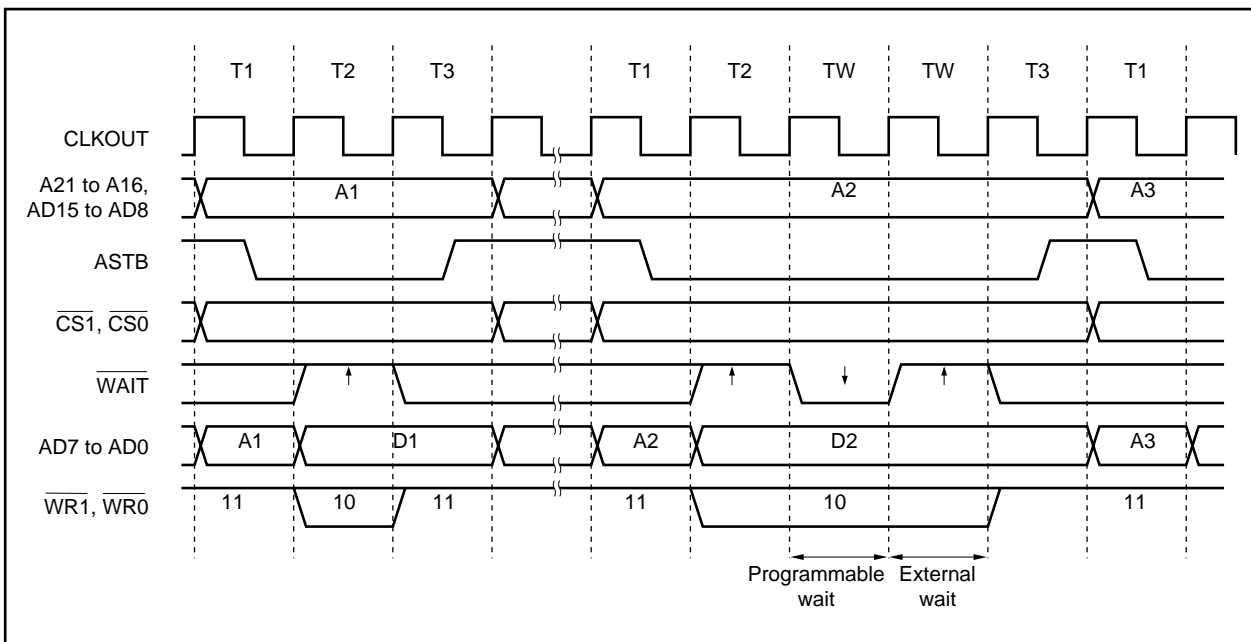 T1 T2 T3 T1 T2 TW TW T3 T1
CLKOUT
A21 to A16,
AD15 to AD8
A1 A2 A3
ASTB
CS1, CS0
WAIT
AD7 to AD0
A1 D1 A2 D2 A3
WR1, WR0
11 10 11 11 10 11
Programmable
wait
External
wait